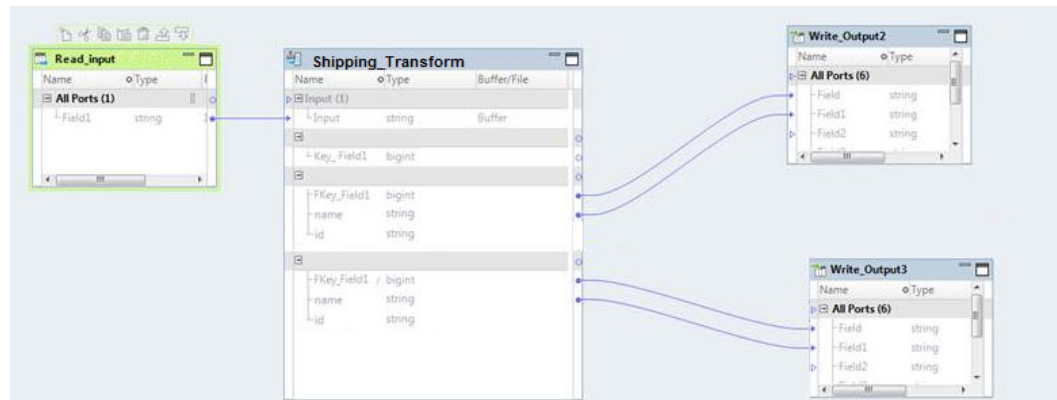 Read_input
Name Type
All Ports (1)
Field1 string
Shipping_Transform
Name Type Buffer/File
Input (1)
Input string Buffer
Key_Field1 bigint
FKey_Field1 bigint
name string
id string
FKey_Field1 bigint
name string
id string
Write_Output2
Name Type
All Ports (6)
Field string
Field1 string
Field2 string
Write_Output3
Name Type
All Ports (6)
Field string
Field1 string
Field2 string